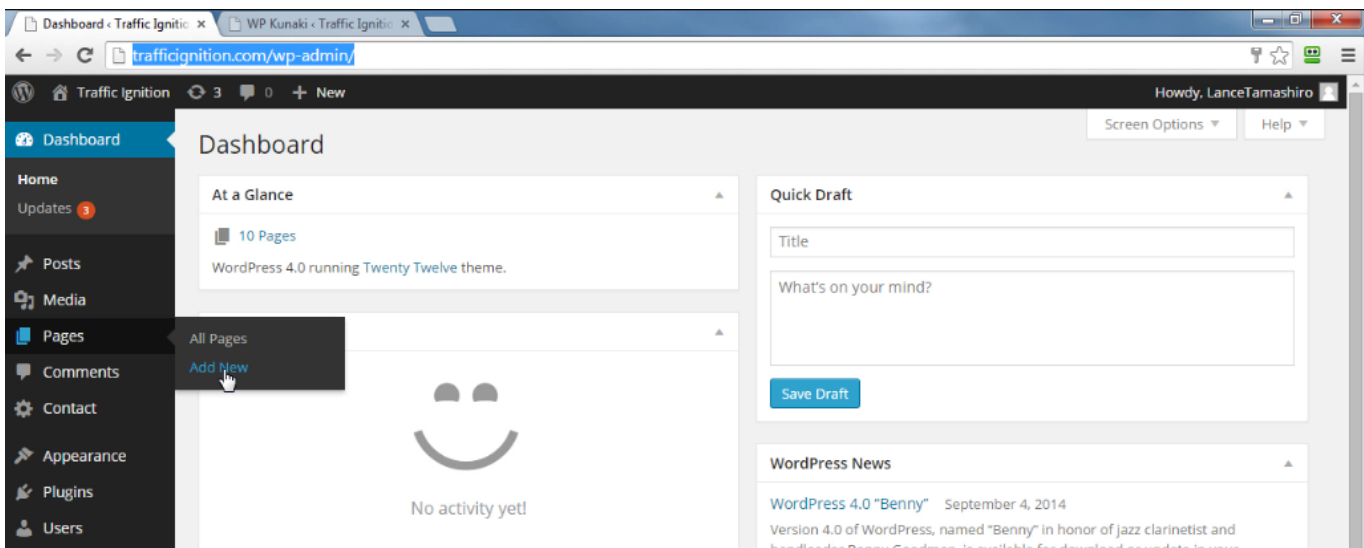 Dashboard ‹ Traffic Ignitio
WP Kunaki ‹ Traffic Ignitio
trafficignition.com/wp-admin/
Traffic Ignition 3 0 + New Howdy, LanceTamashiro
Screen Options Help
Dashboard
Dashboard
Home
Updates 3
At a Glance
10 Pages
WordPress 4.0 running Twenty Twelve theme.
Quick Draft
Title
What's on your mind?
Save Draft
Posts
Media
Pages
All Pages
Add New
Comments
Contact
Appearance
Plugins
Users
No activity yet!
WordPress News
WordPress 4.0 "Benny" September 4, 2014
Version 4.0 of WordPress, named "Benny" in honor of jazz clarinetist and